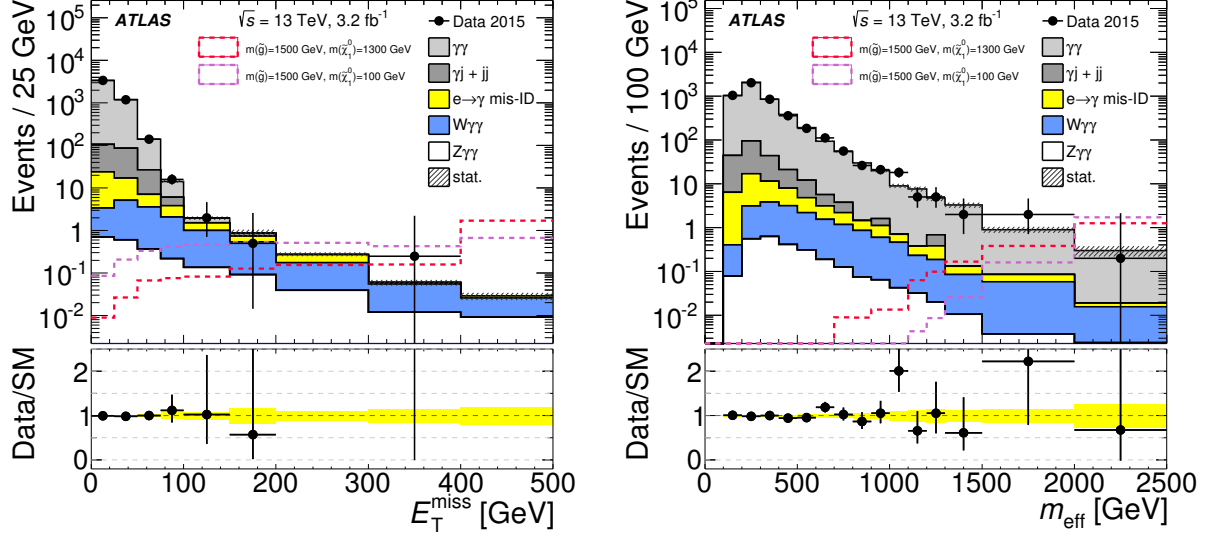 ATLAS √s = 13 TeV, 3.2 fb⁻¹
Data 2015
m(g̃)=1500 GeV, m(χ̃₁⁰)=1300 GeV
m(g̃)=1500 GeV, m(χ̃₁⁰)=100 GeV
γγ
γj + jj
e→γ mis-ID
Wγγ
Zγγ
stat.
Events / 25 GeV
10⁵
10⁴
10³
10²
10
1
10⁻¹
10⁻²
Data/SM
2
1
0
0 100 200 300 400 500
E_T^miss [GeV]
ATLAS √s = 13 TeV, 3.2 fb⁻¹
Data 2015
m(g̃)=1500 GeV, m(χ̃₁⁰)=1300 GeV
m(g̃)=1500 GeV, m(χ̃₁⁰)=100 GeV
γγ
γj + jj
e→γ mis-ID
Wγγ
Zγγ
stat.
Events / 100 GeV
10⁵
10⁴
10³
10²
10
1
10⁻¹
10⁻²
Data/SM
2
1
0
0 500 1000 1500 2000 2500
m_eff [GeV]